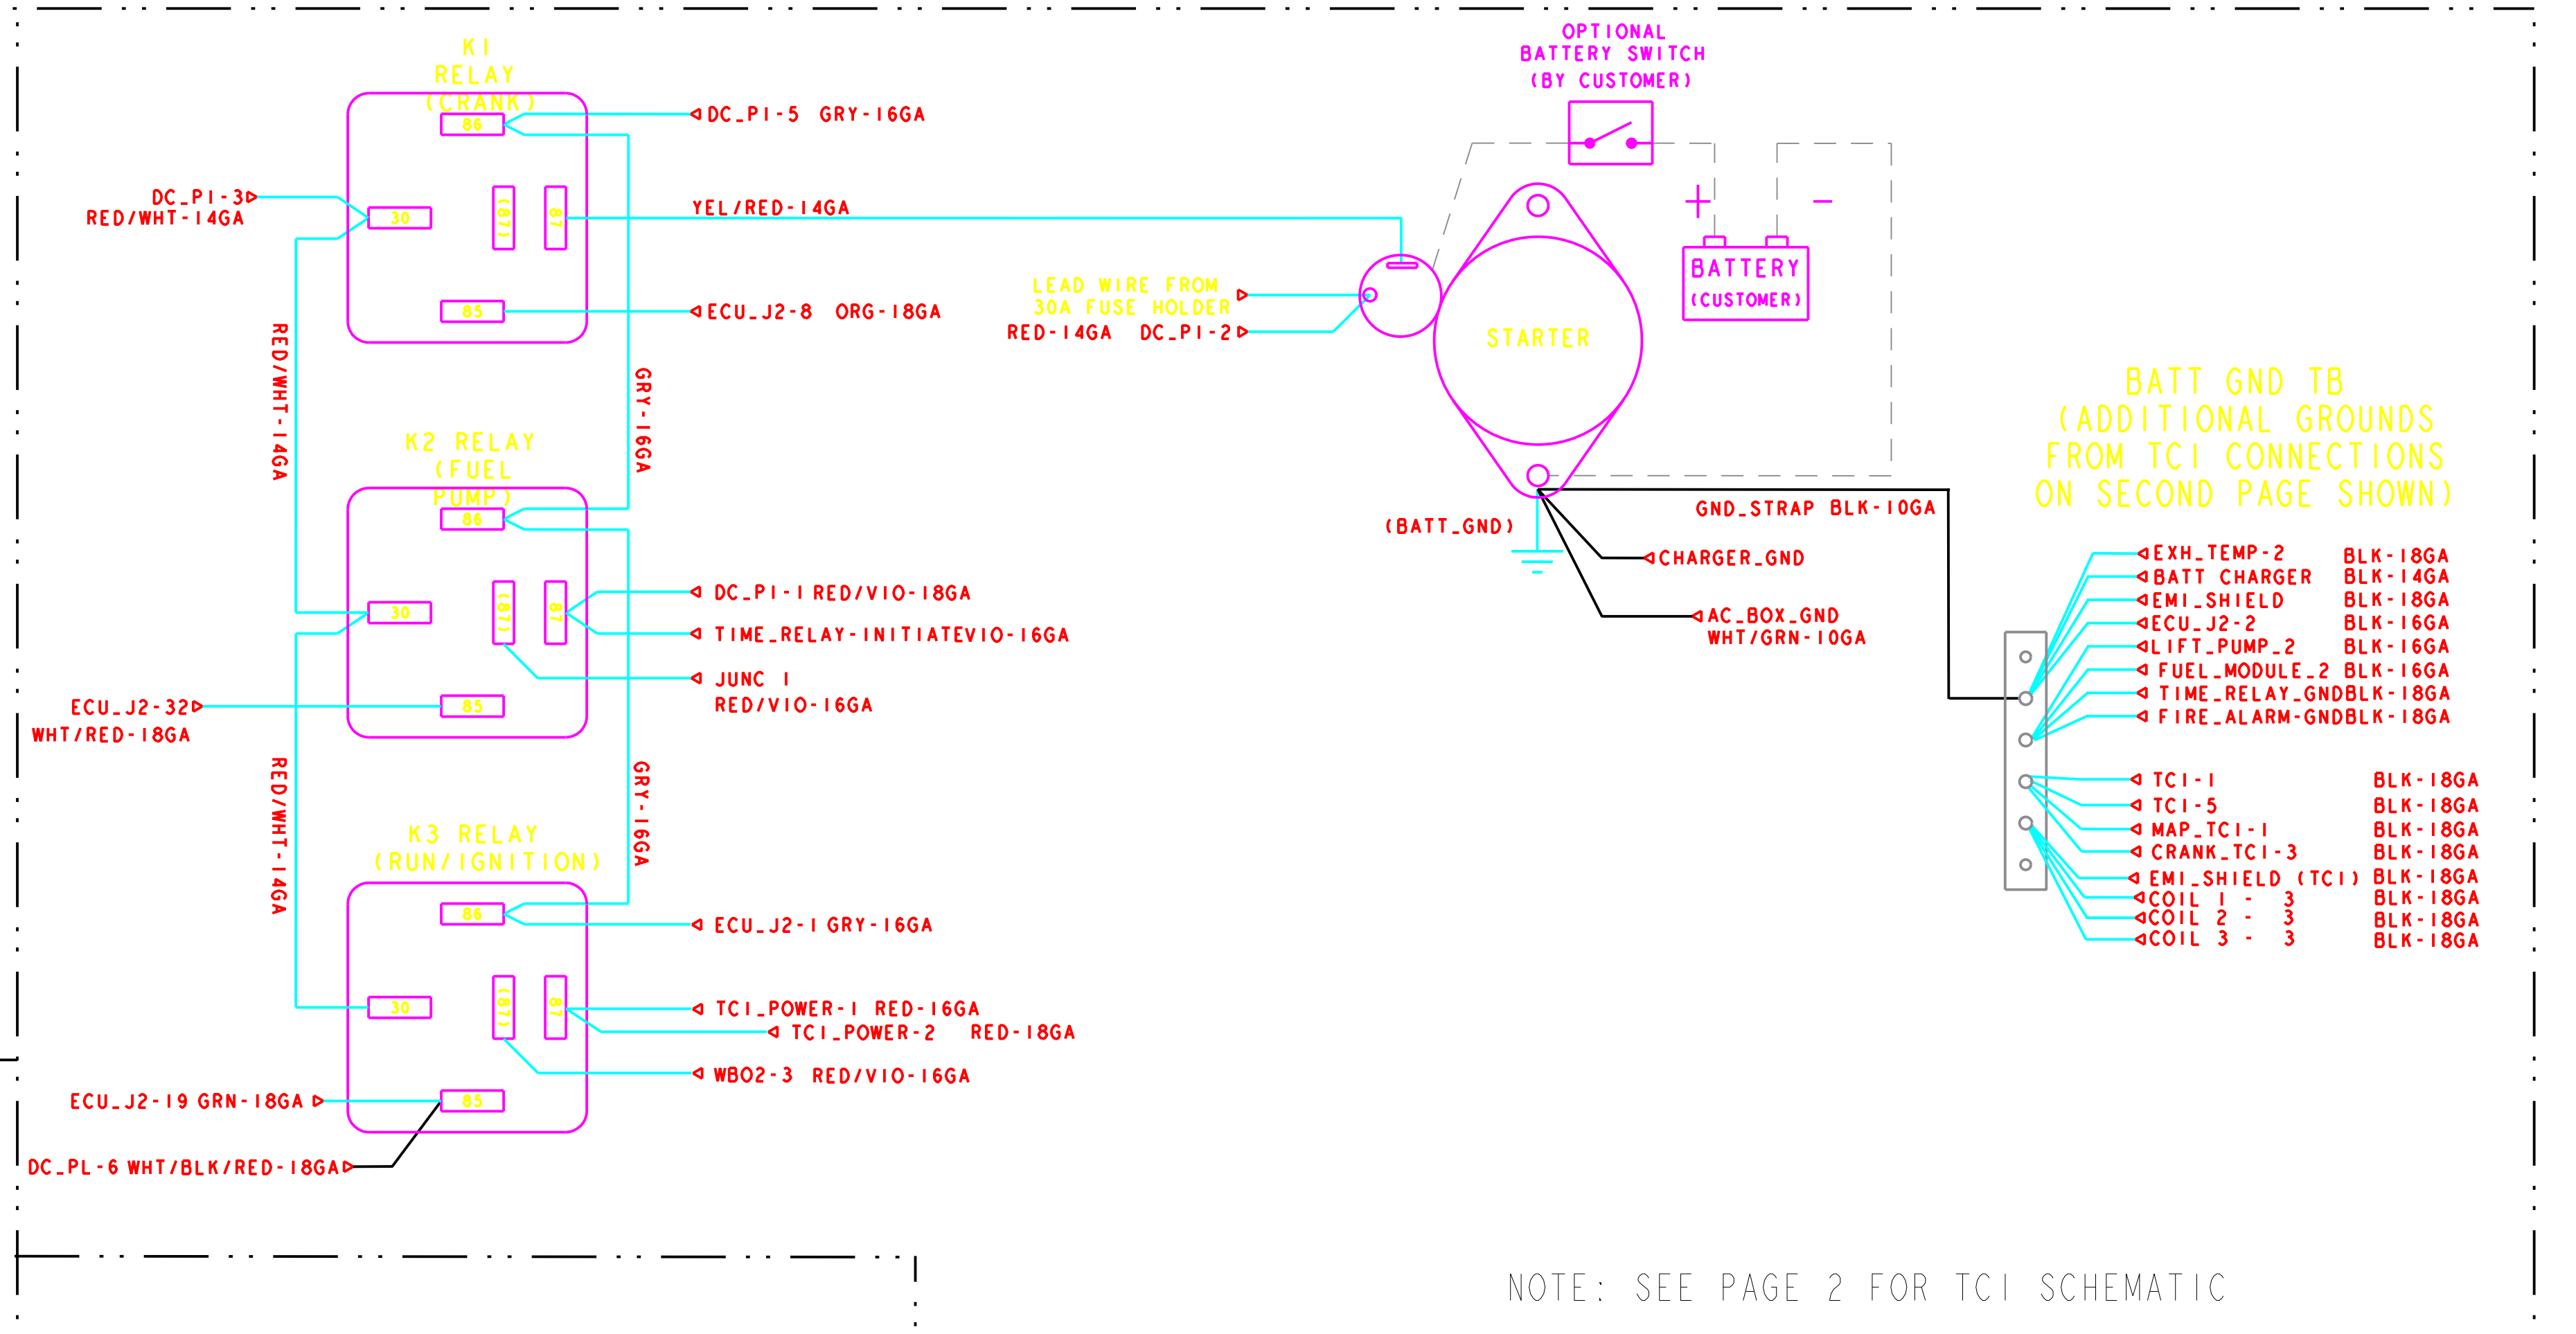 K1
RELAY
(CRANK)
86
30
(87)
87
85
DC_P1-5 GRY-16GA
DC_P1-3
RED/WHT-14GA
YEL/RED-14GA
ECU_J2-8 ORG-18GA
RED/WHT-14GA
GRY-16GA
K2 RELAY
(FUEL
PUMP)
86
30
(87)
87
85
DC_P1-1 RED/VIO-18GA
TIME_RELAY-INITIATEVIO-16GA
JUNC 1
RED/VIO-16GA
ECU_J2-32
WHT/RED-18GA
RED/WHT-14GA
GRY-16GA
K3 RELAY
(RUN/IGNITION)
86
30
(87)
87
85
ECU_J2-1 GRY-16GA
TCI_POWER-1 RED-16GA
TCI_POWER-2 RED-18GA
WBO2-3 RED/VIO-16GA
ECU_J2-19 GRN-18GA
DC_PL-6 WHT/BLK/RED-18GA
OPTIONAL
BATTERY SWITCH
(BY CUSTOMER)
+
-
BATTERY
(CUSTOMER)
LEAD WIRE FROM
30A FUSE HOLDER
RED-14GA DC_P1-2
STARTER
(BATT_GND)
GND_STRAP BLK-10GA
CHARGER_GND
AC_BOX_GND
WHT/GRN-10GA
BATT GND TB
(ADDITIONAL GROUNDS
FROM TCI CONNECTIONS
ON SECOND PAGE SHOWN)
EXH_TEMP-2 BLK-18GA
BATT CHARGER BLK-14GA
EMI_SHIELD BLK-18GA
ECU_J2-2 BLK-16GA
LIFT_PUMP_2 BLK-16GA
FUEL_MODULE_2 BLK-16GA
TIME_RELAY_GNDBLK-18GA
FIRE_ALARM-GNDBLK-18GA
TCI-1 BLK-18GA
TCI-5 BLK-18GA
MAP_TCI-1 BLK-18GA
CRANK_TCI-3 BLK-18GA
EMI_SHIELD (TCI) BLK-18GA
COIL 1 - 3 BLK-18GA
COIL 2 - 3 BLK-18GA
COIL 3 - 3 BLK-18GA
NOTE: SEE PAGE 2 FOR TCI SCHEMATIC